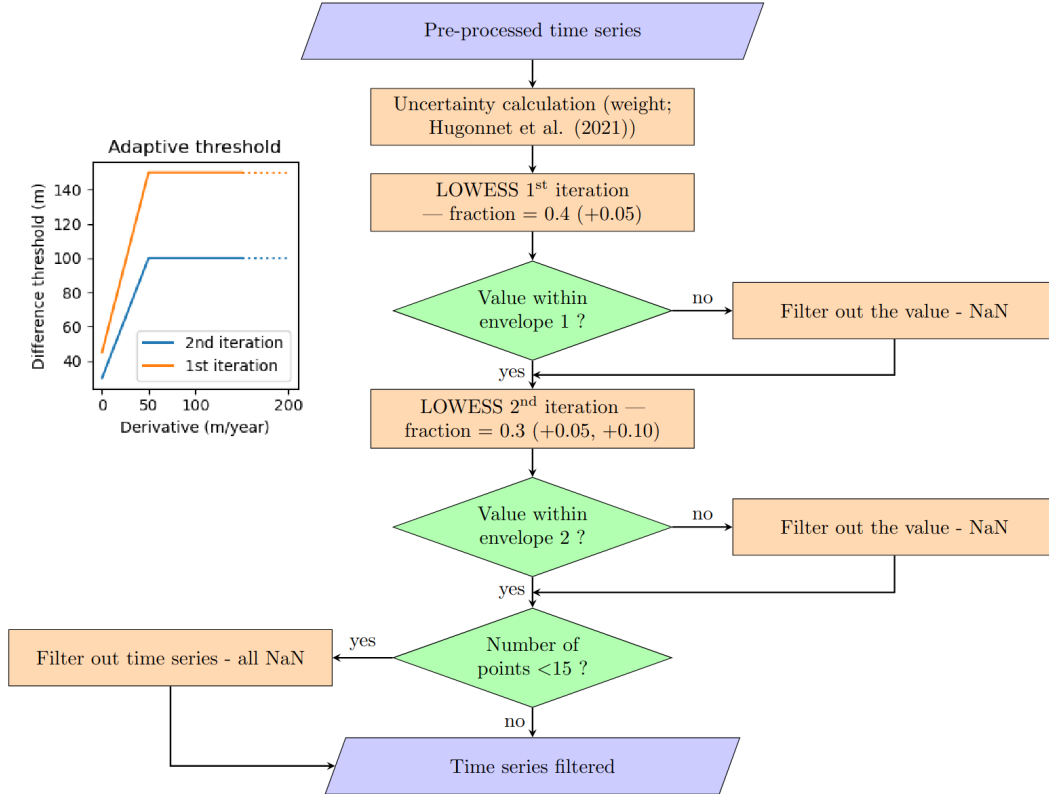 Pre-processed time series
Uncertainty calculation (weight;
Hugonnet et al. (2021))
Adaptive threshold
140
120
100
80
60
40
Difference threshold (m)
2nd iteration
1st iteration
0
50
100
200
Derivative (m/year)
LOWESS 1st iteration
— fraction = 0.4 (+0.05)
Value within
envelope 1 ?
no
Filter out the value - NaN
yes
LOWESS 2nd iteration —
fraction = 0.3 (+0.05, +0.10)
Value within
envelope 2 ?
no
Filter out the value - NaN
yes
Number of
points <15 ?
yes
Filter out time series - all NaN
no
Time series filtered